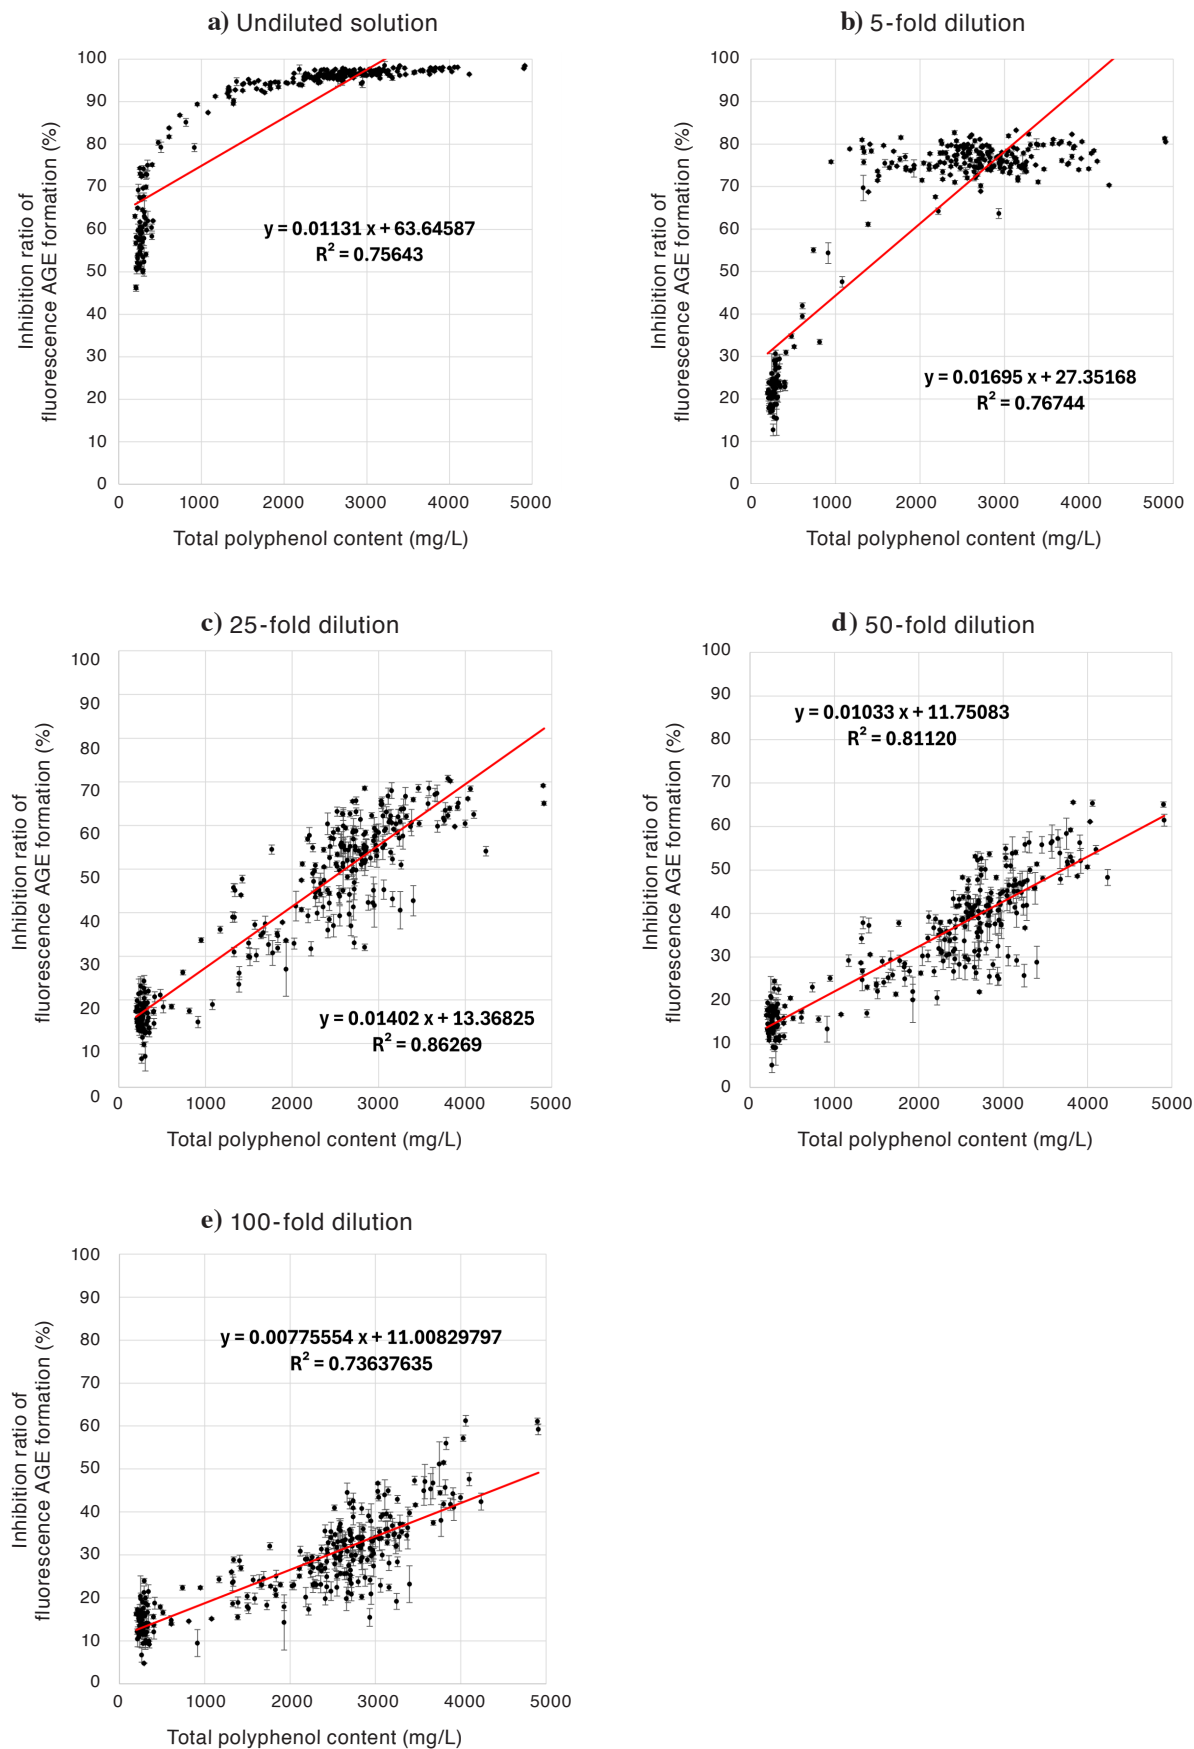 a) Undiluted solution
100
90
80
70
60
50
40
30
20
10
0
y = 0.01131 x + 63.64587
R² = 0.75643
0 1000 2000 3000 4000 5000
Total polyphenol content (mg/L)
Inhibition ratio of
fluorescence AGE formation (%)
b) 5-fold dilution
100
90
80
70
60
50
40
30
20
10
0
y = 0.01695 x + 27.35168
R² = 0.76744
0 1000 2000 3000 4000 5000
Total polyphenol content (mg/L)
Inhibition ratio of
fluorescence AGE formation (%)
c) 25-fold dilution
100
90
80
70
60
50
40
30
20
10
0
y = 0.01402 x + 13.36825
R² = 0.86269
0 1000 2000 3000 4000 5000
Total polyphenol content (mg/L)
Inhibition ratio of
fluorescence AGE formation (%)
d) 50-fold dilution
100
90
80
70
60
50
40
30
20
10
0
y = 0.01033 x + 11.75083
R² = 0.81120
0 1000 2000 3000 4000 5000
Total polyphenol content (mg/L)
Inhibition ratio of
fluorescence AGE formation (%)
e) 100-fold dilution
100
90
80
70
60
50
40
30
20
10
0
y = 0.00775554 x + 11.00829797
R² = 0.73637635
0 1000 2000 3000 4000 5000
Total polyphenol content (mg/L)
Inhibition ratio of
fluorescence AGE formation (%)